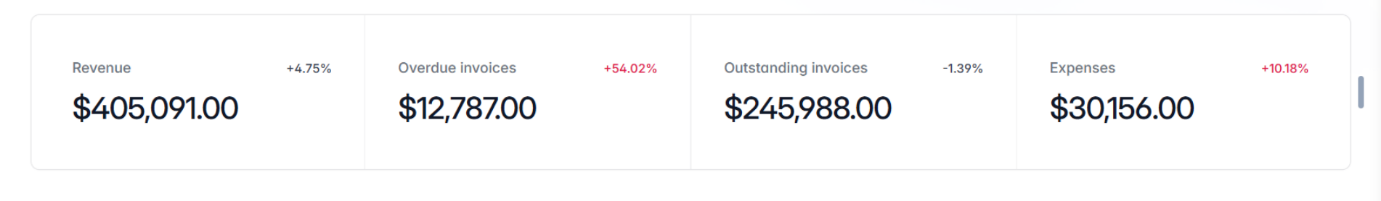 Revenue +4.75%
$405,091.00
Overdue invoices +54.02%
$12,787.00
Outstanding invoices -1.39%
$245,988.00
Expenses +10.18%
$30,156.00